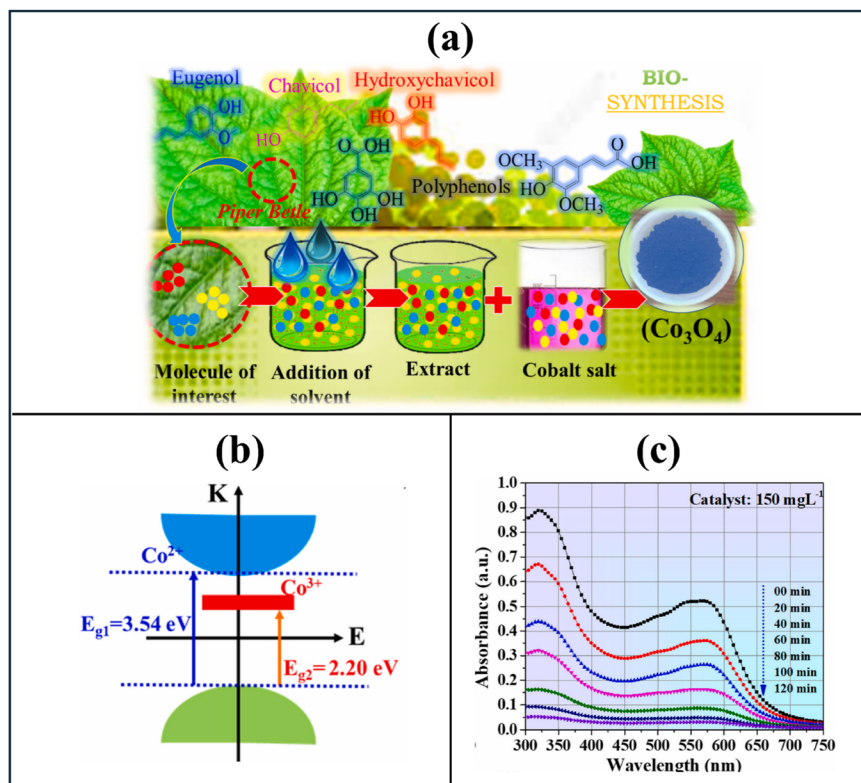 (a)
Eugenol
Chavicol
Hydroxychavicol
BIO-
SYNTHESIS
OH
O
HO
OH
HO
O
OH
HO
OH
OH
Polyphenols
OCH₃
HO
OCH₃
O
OH
Piper Betle
(Co₃O₄)
Molecule of
interest
Addition of
solvent
Extract
+
Cobalt salt
(b)
K
Co²⁺
Co³⁺
E_g1=3.54 eV
E
E_g2=2.20 eV
(c)
Catalyst: 150 mgL⁻¹
Absorbance (a.u.)
1.0
0.9
0.8
0.7
0.6
0.5
0.4
0.3
0.2
0.1
0.0
00 min
20 min
40 min
60 min
80 min
100 min
120 min
300 350 400 450 500 550 600 650 700 750
Wavelength (nm)